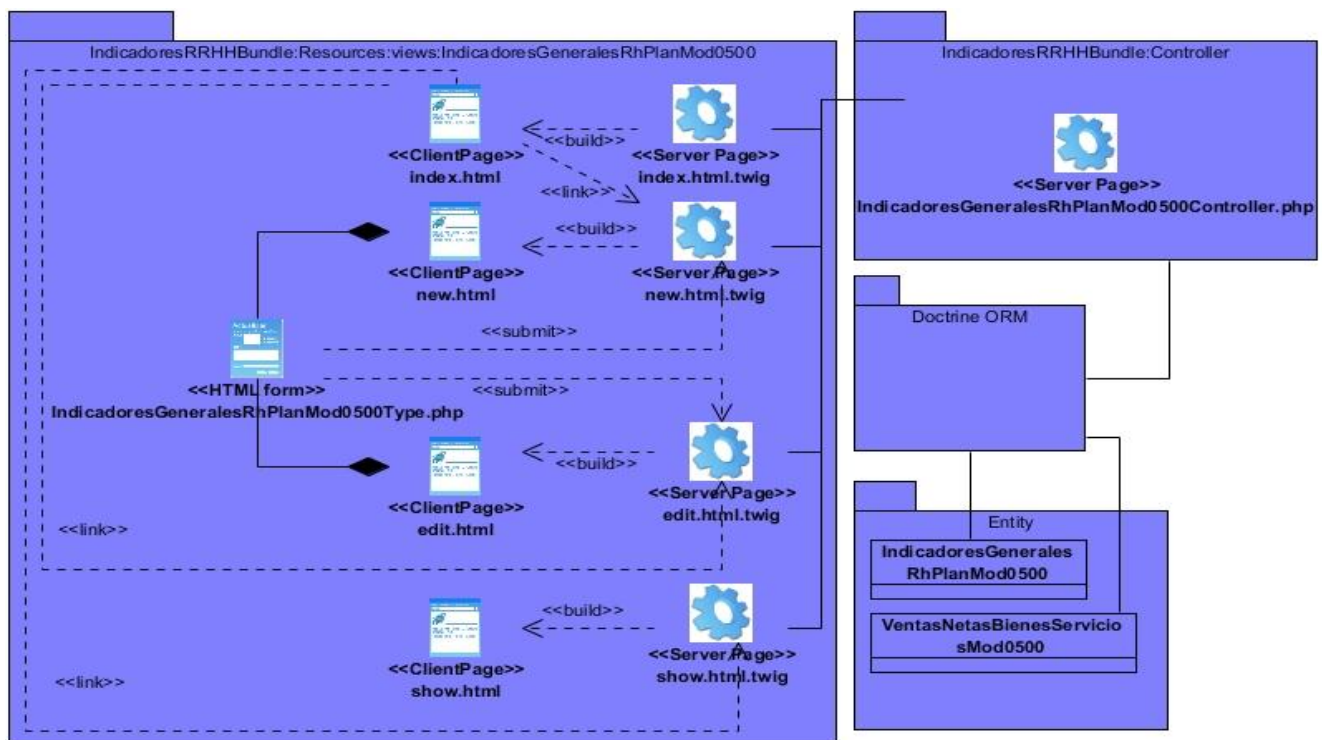 IndicadoresRRHHBundle:Resources:views:IndicadoresGeneralesRhPlanMod0500
<<ClientPage>>
index.html
<<build>>
<<Server Page>>
index.html.twig
<<link>>
<<ClientPage>>
new.html
<<build>>
<<Server Page>>
new.html.twig
<<submit>>
<<HTML form>>
IndicadoresGeneralesRhPlanMod0500Type.php
<<submit>>
<<ClientPage>>
edit.html
<<build>>
<<Server Page>>
edit.html.twig
<<link>>
<<ClientPage>>
show.html
<<build>>
<<Server Page>>
show.html.twig
<<link>>
IndicadoresRRHHBundle:Controller
<<Server Page>>
IndicadoresGeneralesRhPlanMod0500Controller.php
Doctrine ORM
Entity
IndicadoresGenerales
RhPlanMod0500
VentasNetasBienesServicio
sMod0500